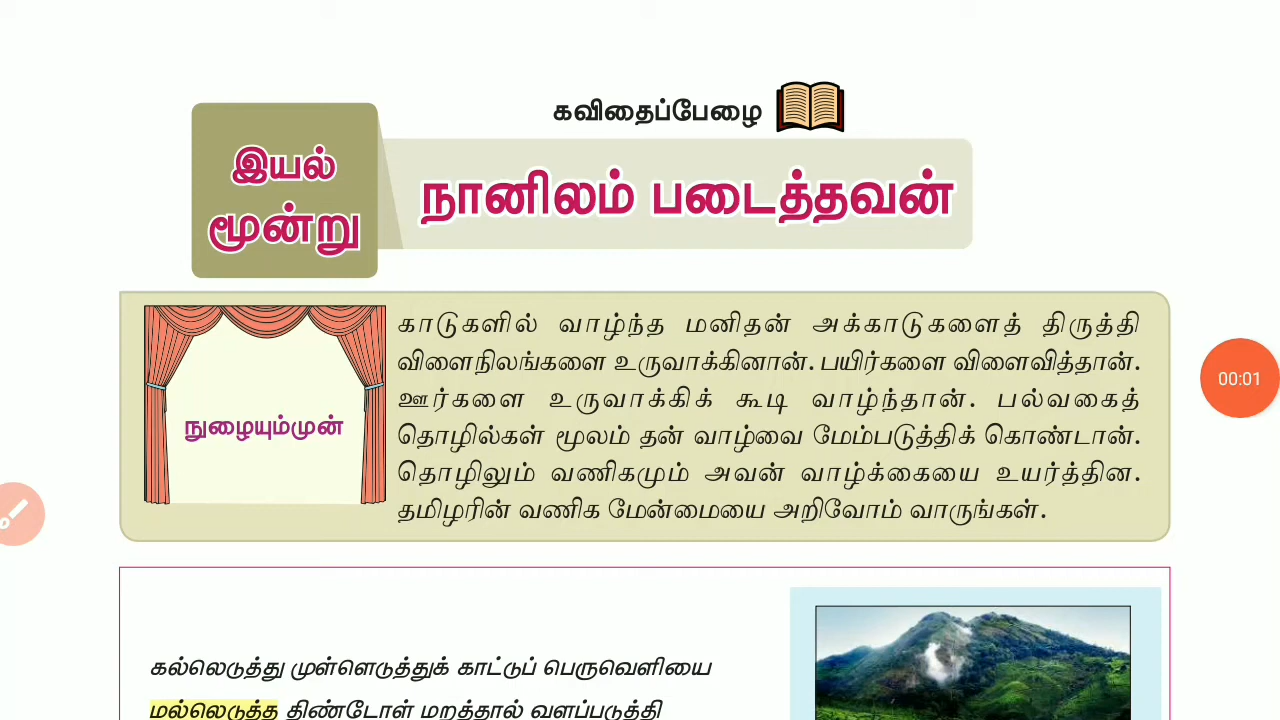 கவிதைப்பேழை
இயல்
மூன்று
நானிலம் படைத்தவன்
நுழையும்முன்
காடுகளில் வாழ்ந்த மனிதன் அக்காடுகளைத் திருத்தி
விளைநிலங்களை உருவாக்கினான். பயிர்களை விளைவித்தான்.
ஊர்களை உருவாக்கிக் கூடி வாழ்ந்தான். பல்வகைத்
தொழில்கள் மூலம் தன் வாழ்வை மேம்படுத்திக் கொண்டான்.
தொழிலும் வணிகமும் அவன் வாழ்க்கையை உயர்த்தின.
தமிழரின் வணிக மேன்மையை அறிவோம் வாருங்கள்.
00:01
கல்லெடுத்து முள்ளெடுத்துக் காட்டுப் பெருவெளியை
மல்லெடுத்த திண்டோள் மறத்தால் வளப்படுத்தி